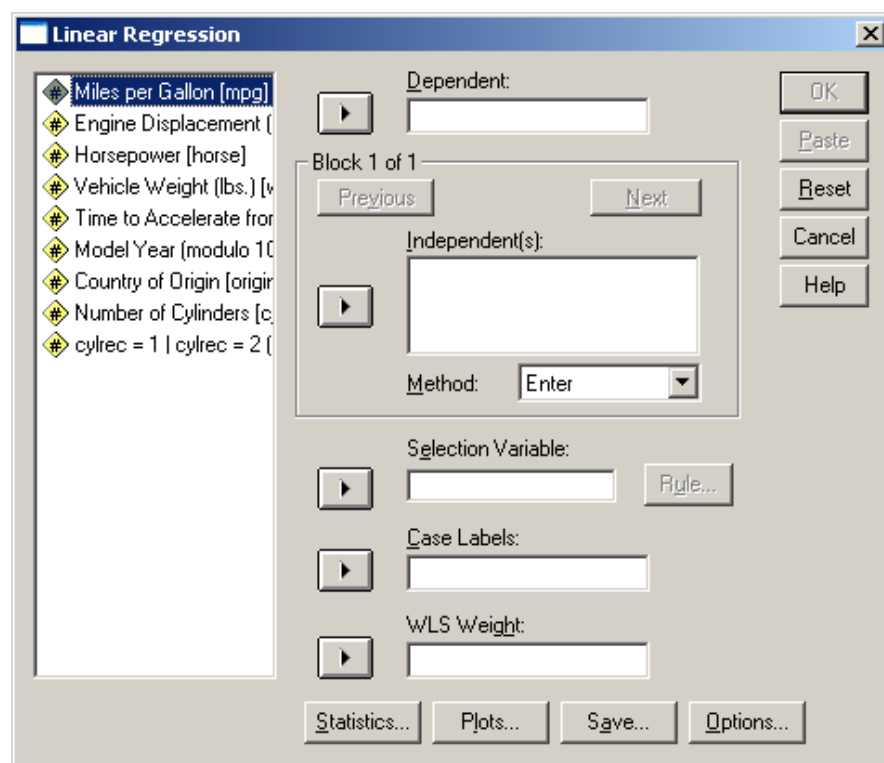 Linear Regression
Miles per Gallon [mpg]
Engine Displacement (
Horsepower [horse]
Vehicle Weight (lbs.) [w
Time to Accelerate from
Model Year (modulo 10
Country of Origin [origin
Number of Cylinders [c
cylrec = 1 | cylrec = 2 (
Dependent:
Block 1 of 1
Previous
Next
Independent(s):
Method:
Enter
Selection Variable:
Rule...
Case Labels:
WLS Weight:
Statistics...
Plots...
Save...
Options...
OK
Paste
Reset
Cancel
Help